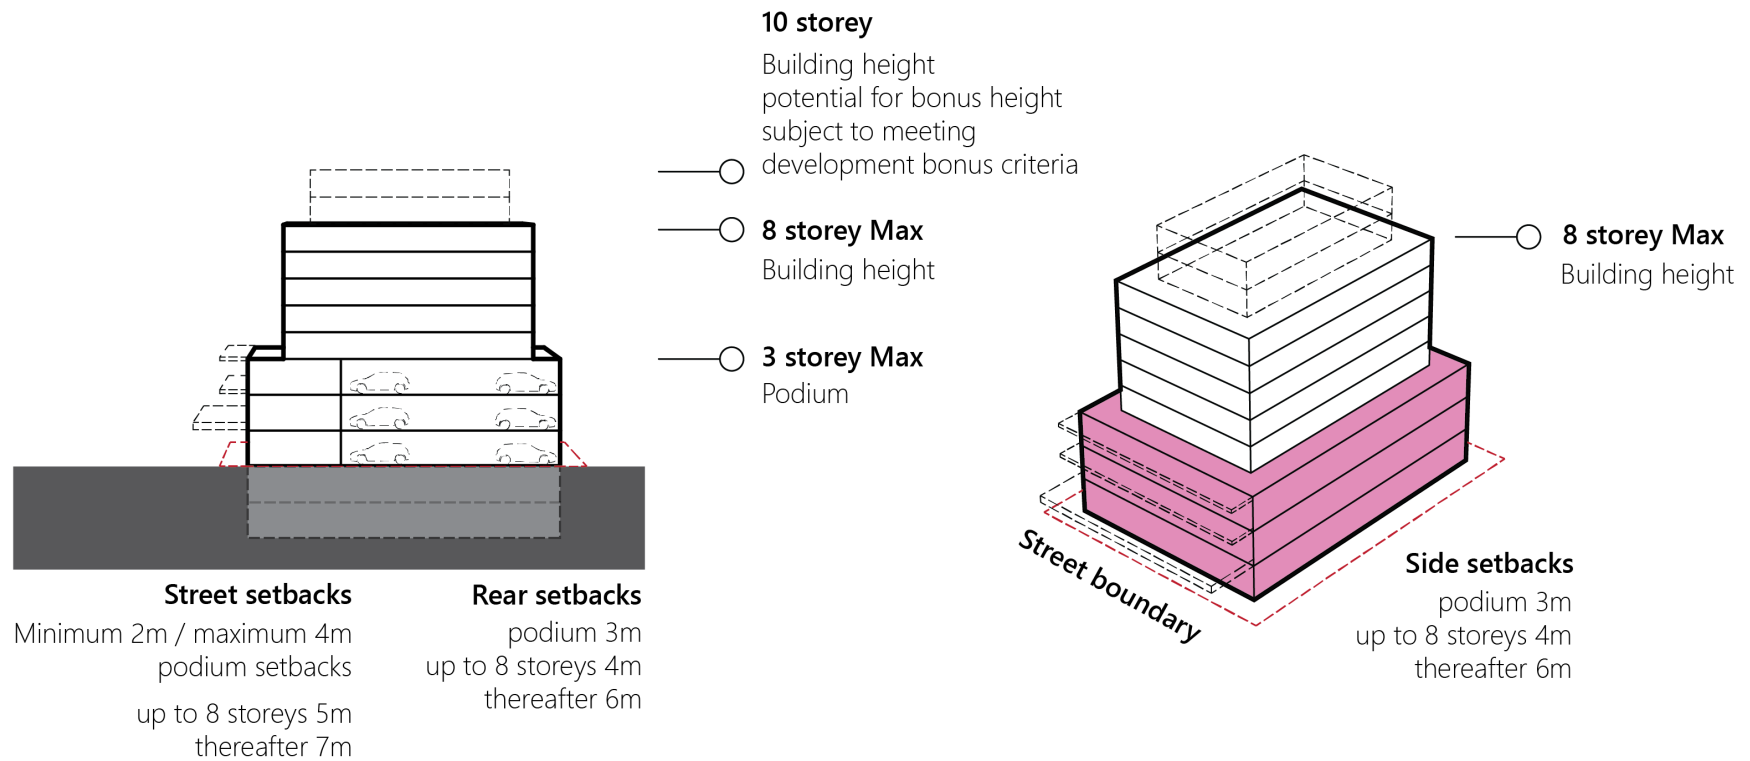 10 storey
Building height
potential for bonus height
subject to meeting
development bonus criteria
8 storey Max
Building height
3 storey Max
Podium
8 storey Max
Building height
Street boundary
Street setbacks
Minimum 2m / maximum 4m
podium setbacks
up to 8 storeys 5m
thereafter 7m
Rear setbacks
podium 3m
up to 8 storeys 4m
thereafter 6m
Side setbacks
podium 3m
up to 8 storeys 4m
thereafter 6m